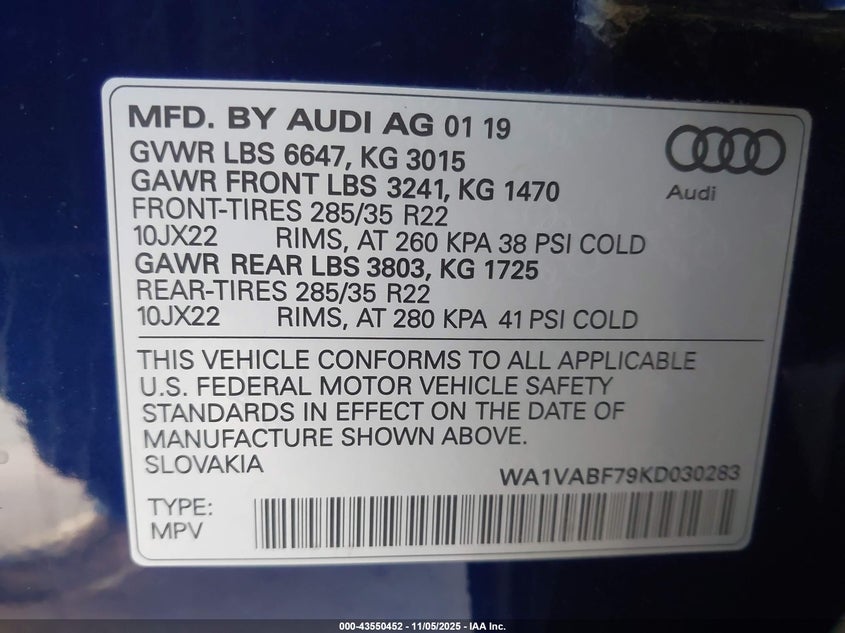 MFD. BY AUDI AG 01 19
GVWR LBS 6647, KG 3015
GAWR FRONT LBS 3241, KG 1470
FRONT-TIRES 285/35 R22
10JX22 RIMS, AT 260 KPA 38 PSI COLD
GAWR REAR LBS 3803, KG 1725
REAR-TIRES 285/35 R22
10JX22 RIMS, AT 280 KPA 41 PSI COLD
Audi
THIS VEHICLE CONFORMS TO ALL APPLICABLE
U.S. FEDERAL MOTOR VEHICLE SAFETY
STANDARDS IN EFFECT ON THE DATE OF
MANUFACTURE SHOWN ABOVE.
SLOVAKIA
WA1VABF79KD030283
TYPE:
MPV
000-43550452 - 11/05/2025 - IAA Inc.